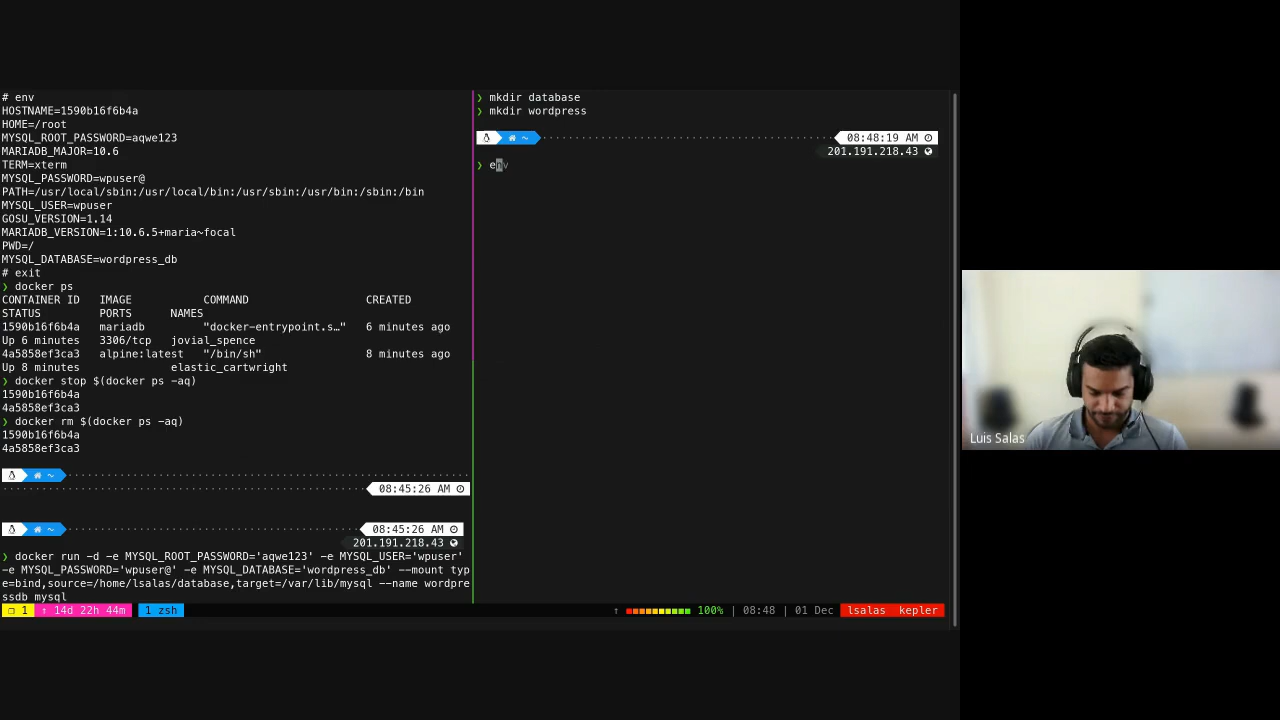 # env
HOSTNAME=1590b16f6b4a
HOME=/root
MYSQL_ROOT_PASSWORD=aqwe123
MARIADB_MAJOR=10.6
TERM=xterm
MYSQL_PASSWORD=wpuser@
PATH=/usr/local/sbin:/usr/local/bin:/usr/sbin:/usr/bin:/sbin:/bin
MYSQL_USER=wpuser
GOSU_VERSION=1.14
MARIADB_VERSION=1:10.6.5+maria~focal
PWD=/
MYSQL_DATABASE=wordpress_db
# exit
❯ docker ps
CONTAINER ID   IMAGE           COMMAND                  CREATED
STATUS         PORTS      NAMES
1590b16f6b4a   mariadb         "docker-entrypoint.s…"   6 minutes ago
Up 6 minutes   3306/tcp   jovial_spence
4a5858ef3ca3   alpine:latest   "/bin/sh"                8 minutes ago
Up 8 minutes              elastic_cartwright
❯ docker stop $(docker ps -aq)
1590b16f6b4a
4a5858ef3ca3
❯ docker rm $(docker ps -aq)
1590b16f6b4a
4a5858ef3ca3
~
08:45:26 AM
~ 08:45:26 AM
201.191.218.43
❯ docker run -d -e MYSQL_ROOT_PASSWORD='aqwe123' -e MYSQL_USER='wpuser'
-e MYSQL_PASSWORD='wpuser@' -e MYSQL_DATABASE='wordpress_db' --mount typ
e=bind,source=/home/lsalas/database,target=/var/lib/mysql --name wordpre
ssdb mysql
❯ mkdir database
❯ mkdir wordpress
~ 08:48:19 AM
201.191.218.43
❯ env
❐ 1 ↑ 14d 22h 44m 1 zsh ↑ 100% | 08:48 | 01 Dec lsalas kepler
Luis Salas